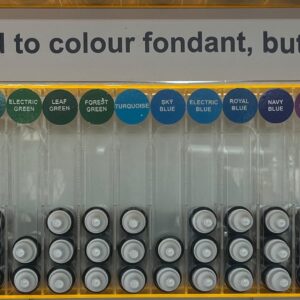 d to colour fondant, but
ELECTRIC GREEN
LEAF GREEN
FOREST GREEN
TURQUOISE
SKY BLUE
ELECTRIC BLUE
ROYAL BLUE
NAVY BLUE